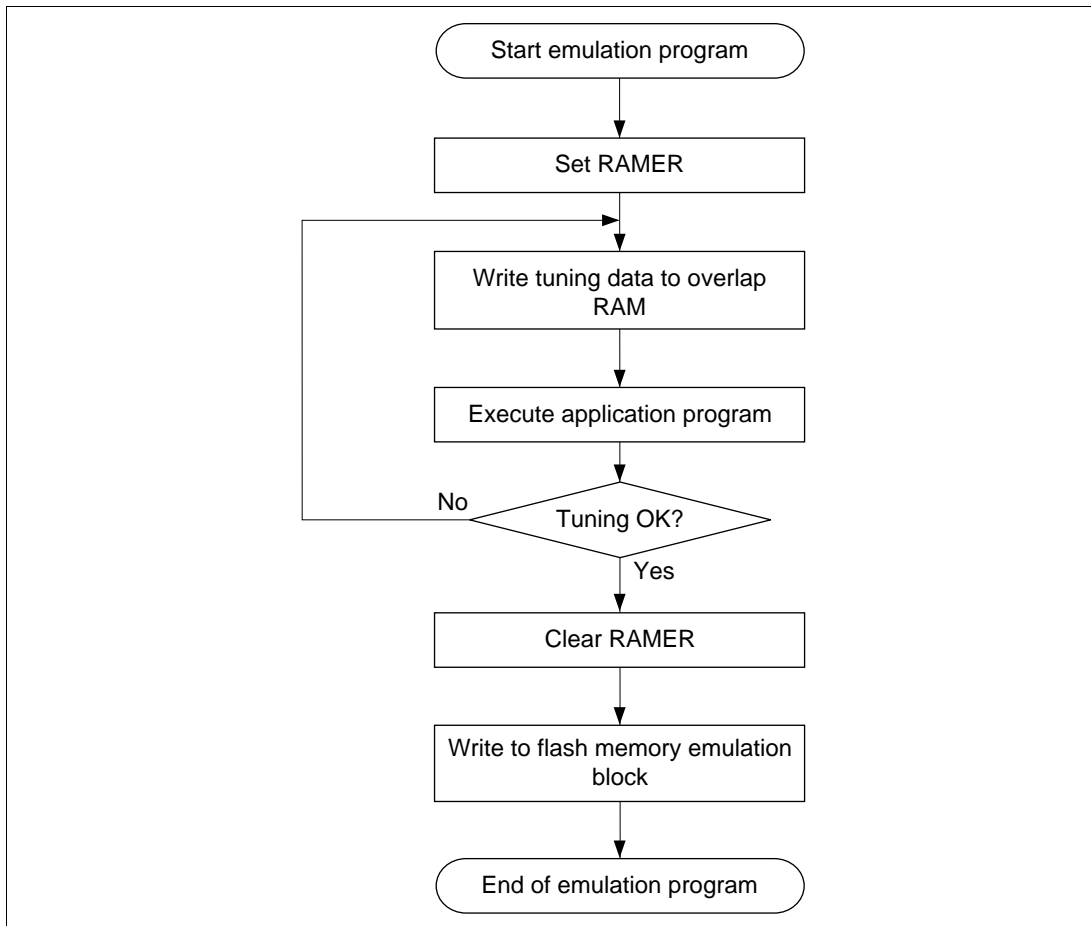 Start emulation program
Set RAMER
Write tuning data to overlap
RAM
Execute application program
No
Tuning OK?
Yes
Clear RAMER
Write to flash memory emulation
block
End of emulation program